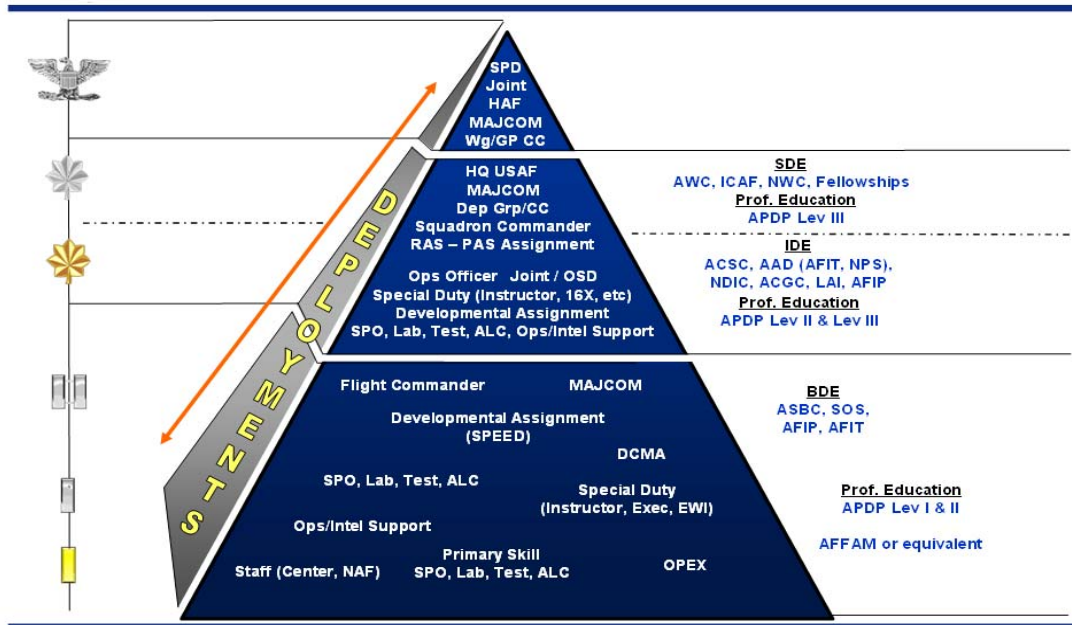 SPD
Joint
HAF
MAJCOM
Wg/GP CC
HQ USAF
MAJCOM
Dep Grp/CC
Squadron Commander
RAS – PAS Assignment
Ops Officer Joint / OSD
Special Duty (Instructor, 16X, etc)
Developmental Assignment
SPO, Lab, Test, ALC, Ops/Intel Support
Flight Commander
MAJCOM
Developmental Assignment
(SPEED)
DCMA
SPO, Lab, Test, ALC
Special Duty
(Instructor, Exec, EWI)
Ops/Intel Support
Primary Skill
SPO, Lab, Test, ALC
Staff (Center, NAF)
OPEX
DEPLOYMENTS
SDE
AWC, ICAF, NWC, Fellowships
Prof. Education
APDP Lev III
IDE
ACSC, AAD (AFIT, NPS),
NDIC, ACGC, LAI, AFIP
Prof. Education
APDP Lev II & Lev III
BDE
ASBC, SOS,
AFIP, AFIT
Prof. Education
APDP Lev I & II
AFFAM or equivalent